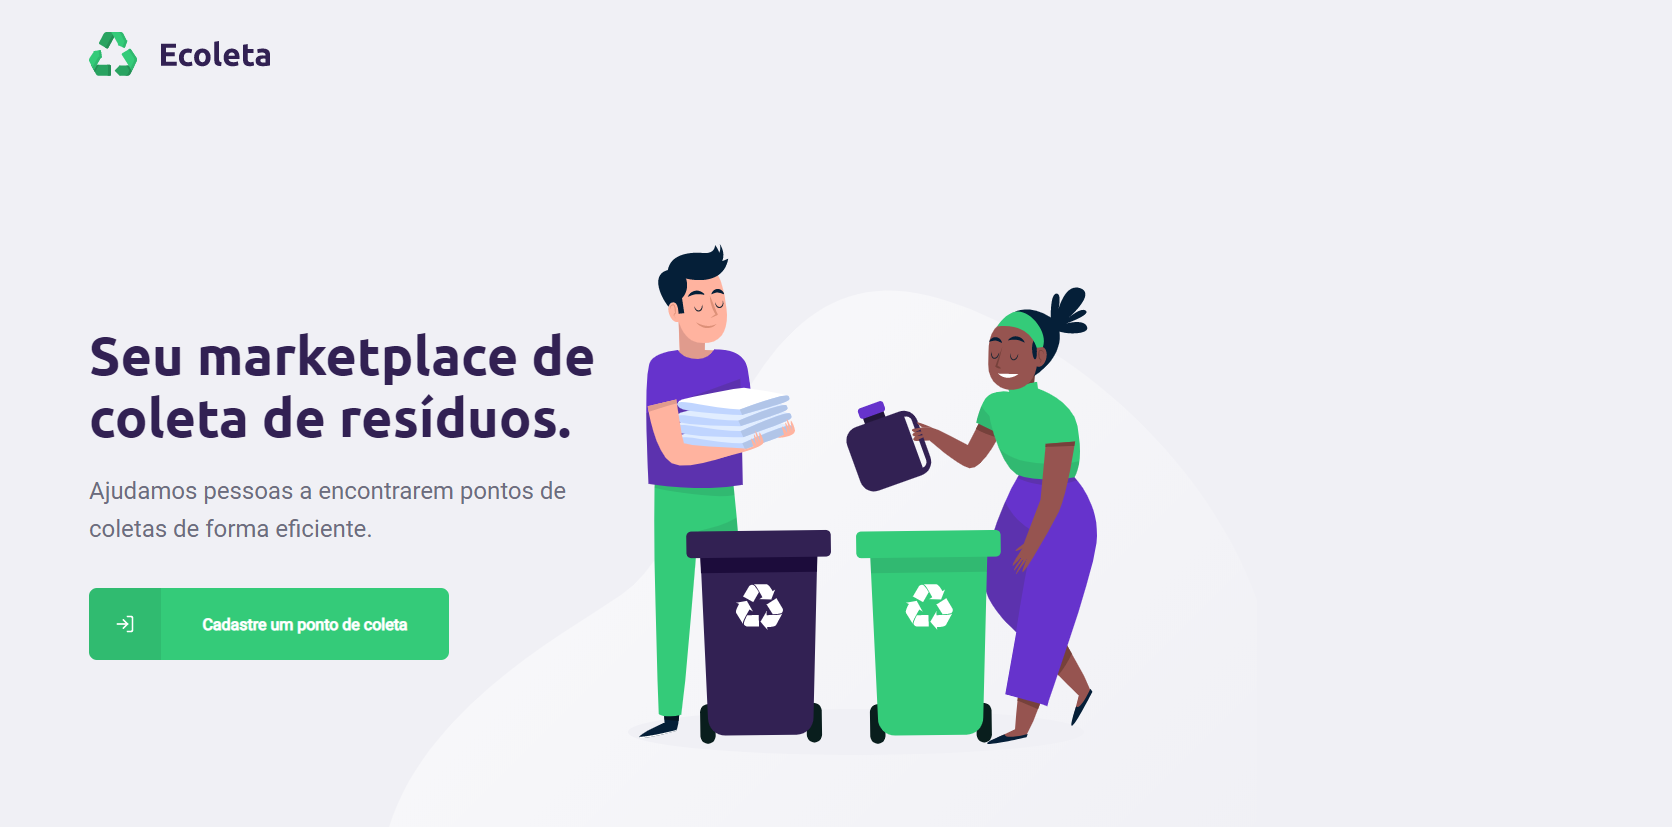 Ecoleta
Seu marketplace de
coleta de resíduos.
Ajudamos pessoas a encontrarem pontos de
coletas de forma eficiente.
Cadastre um ponto de coleta